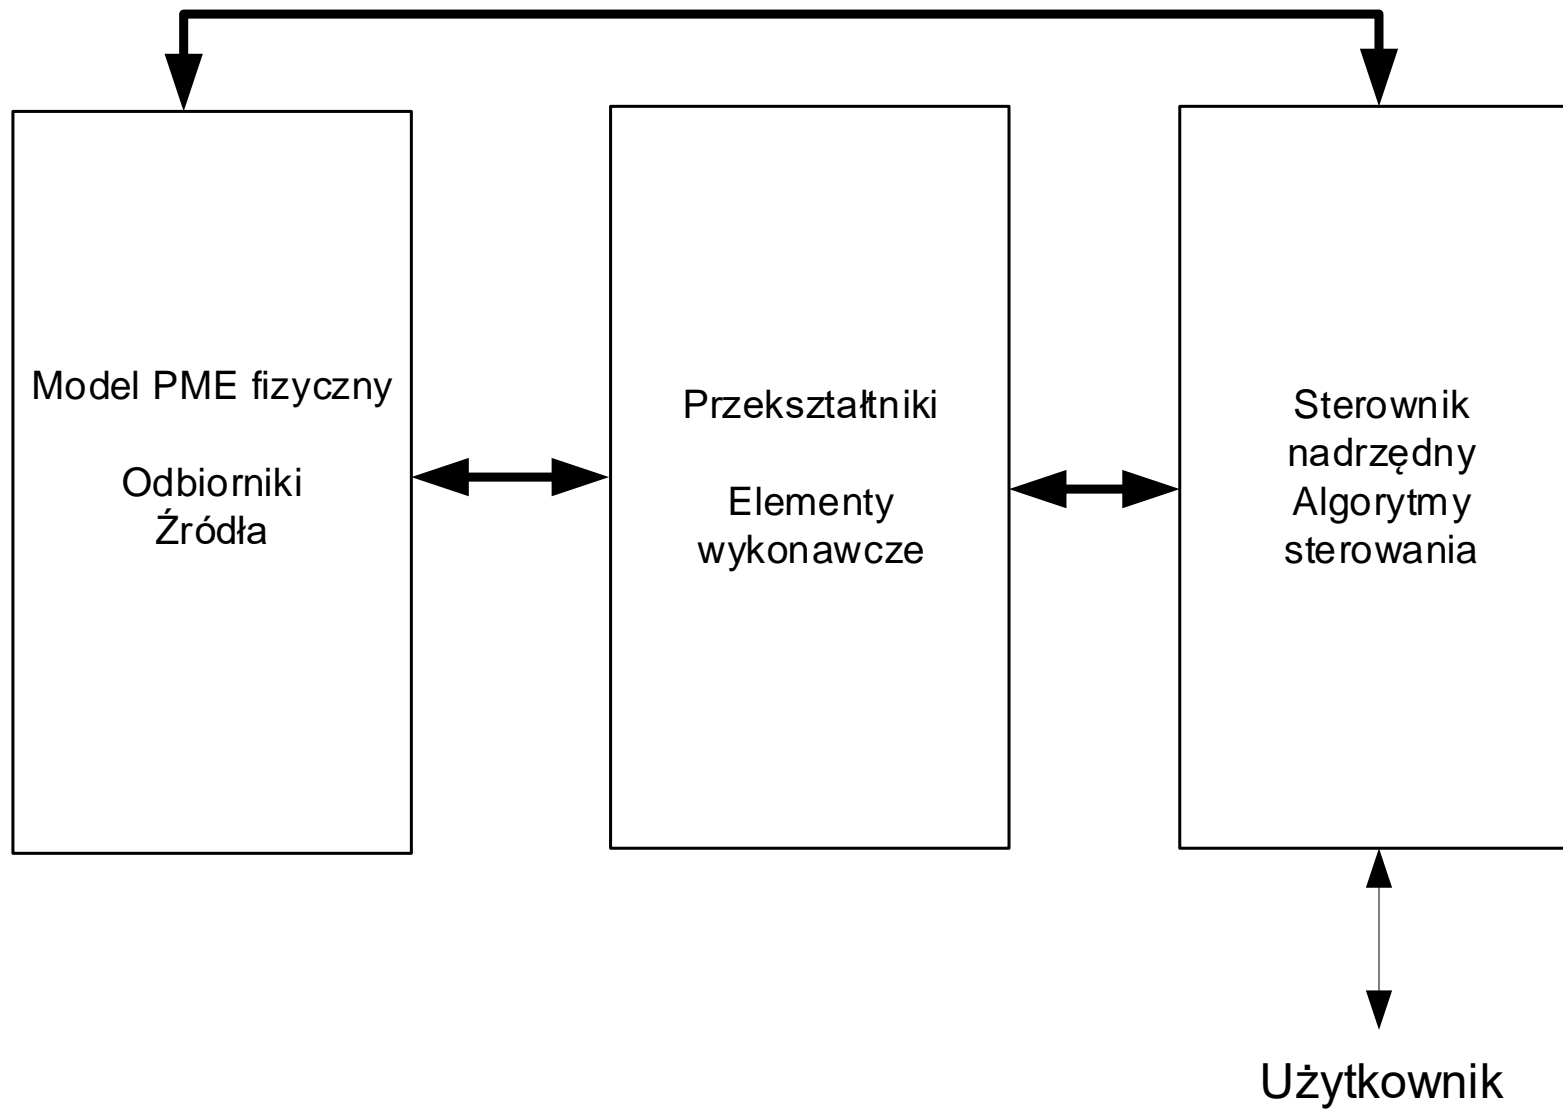 Model PME fizyczny
Odbiorniki
Źródła
Przekształtniki
Elementy
wykonawcze
Sterownik
nadrzędny
Algorytmy
sterowania
Użytkownik